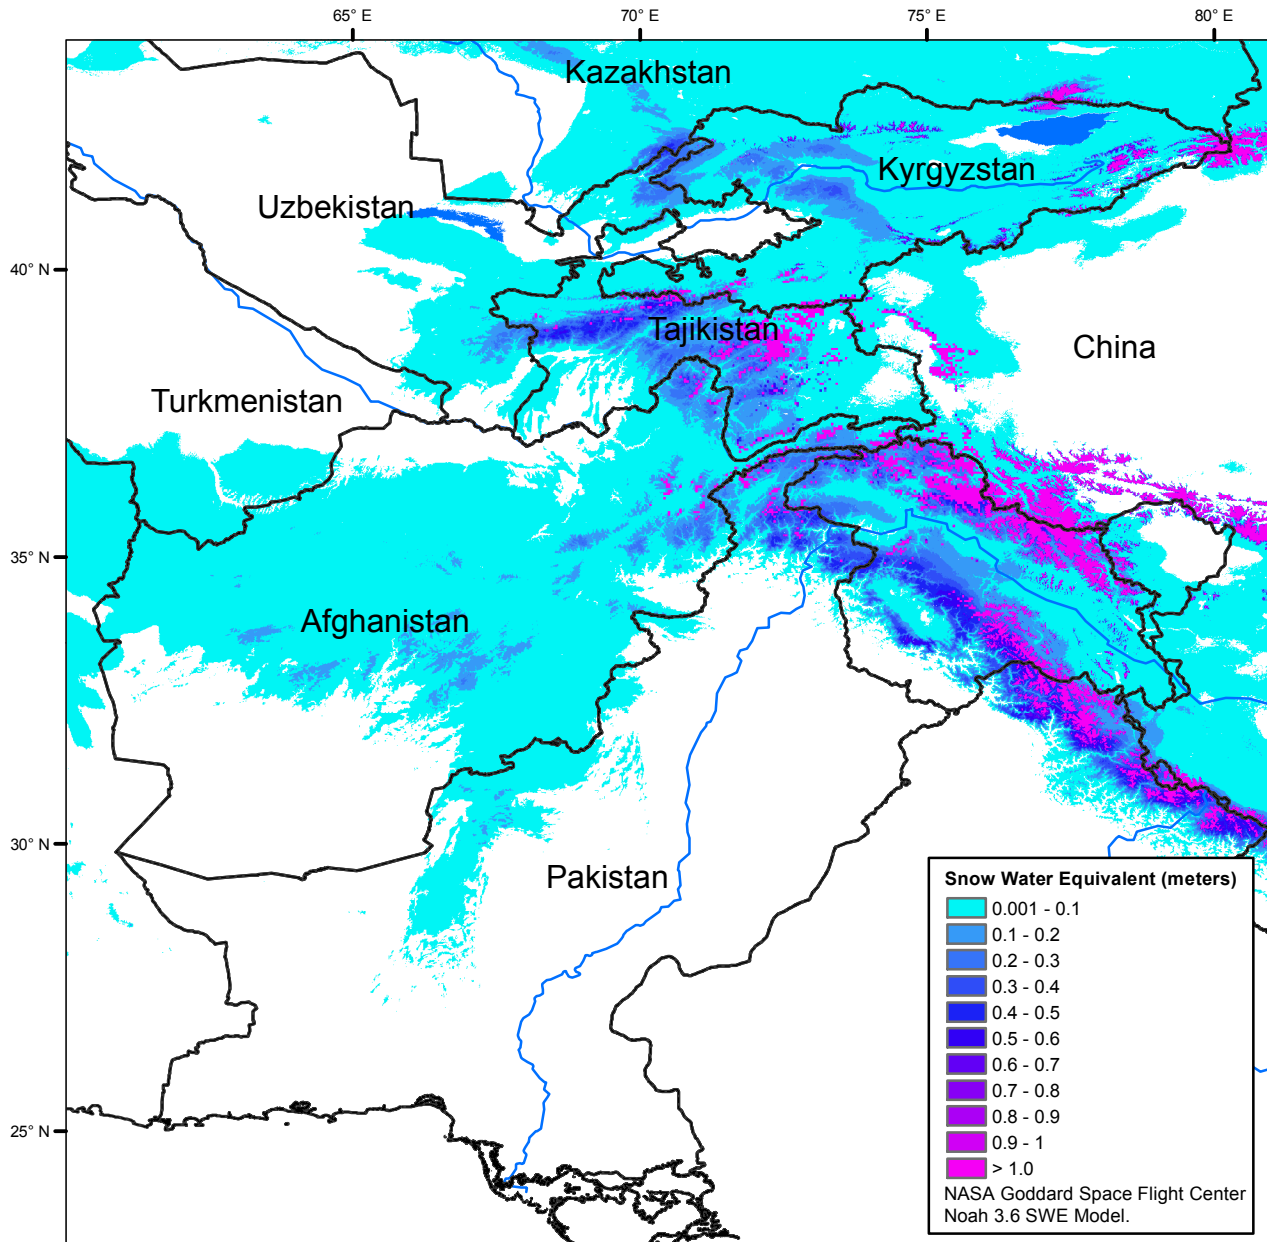 65° E
70° E
75° E
80° E
Kazakhstan
Kyrgyzstan
Uzbekistan
40° N
Tajikistan
China
Turkmenistan
35° N
Afghanistan
30° N
Pakistan
25° N
Snow Water Equivalent (meters)
0.001 - 0.1
0.1 - 0.2
0.2 - 0.3
0.3 - 0.4
0.4 - 0.5
0.5 - 0.6
0.6 - 0.7
0.7 - 0.8
0.8 - 0.9
0.9 - 1
> 1.0
NASA Goddard Space Flight Center
Noah 3.6 SWE Model.